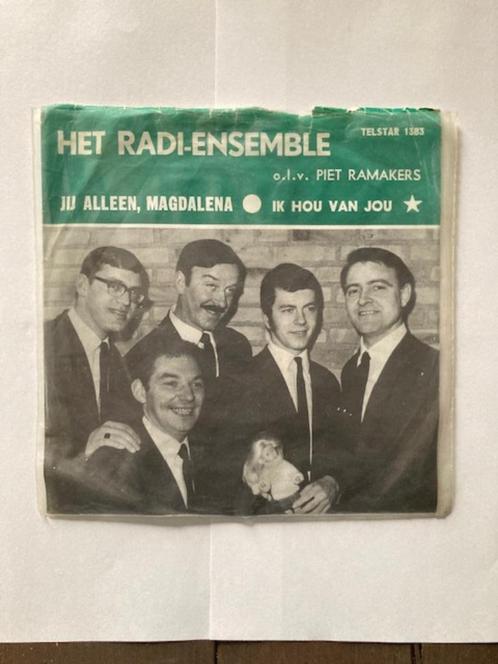 TELSTAR 1383
HET RADI-ENSEMBLE
o.l.v. PIET RAMAKERS
JIJ ALLEEN, MAGDALENA ● IK HOU VAN JOU ★